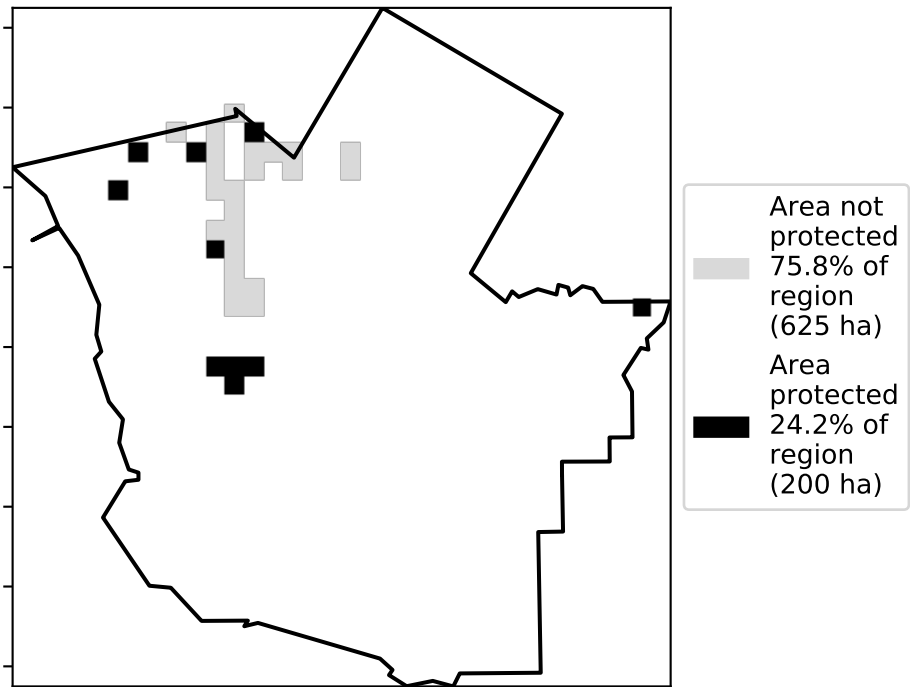 Area not
protected
75.8% of
region
(625 ha)
Area
protected
24.2% of
region
(200 ha)